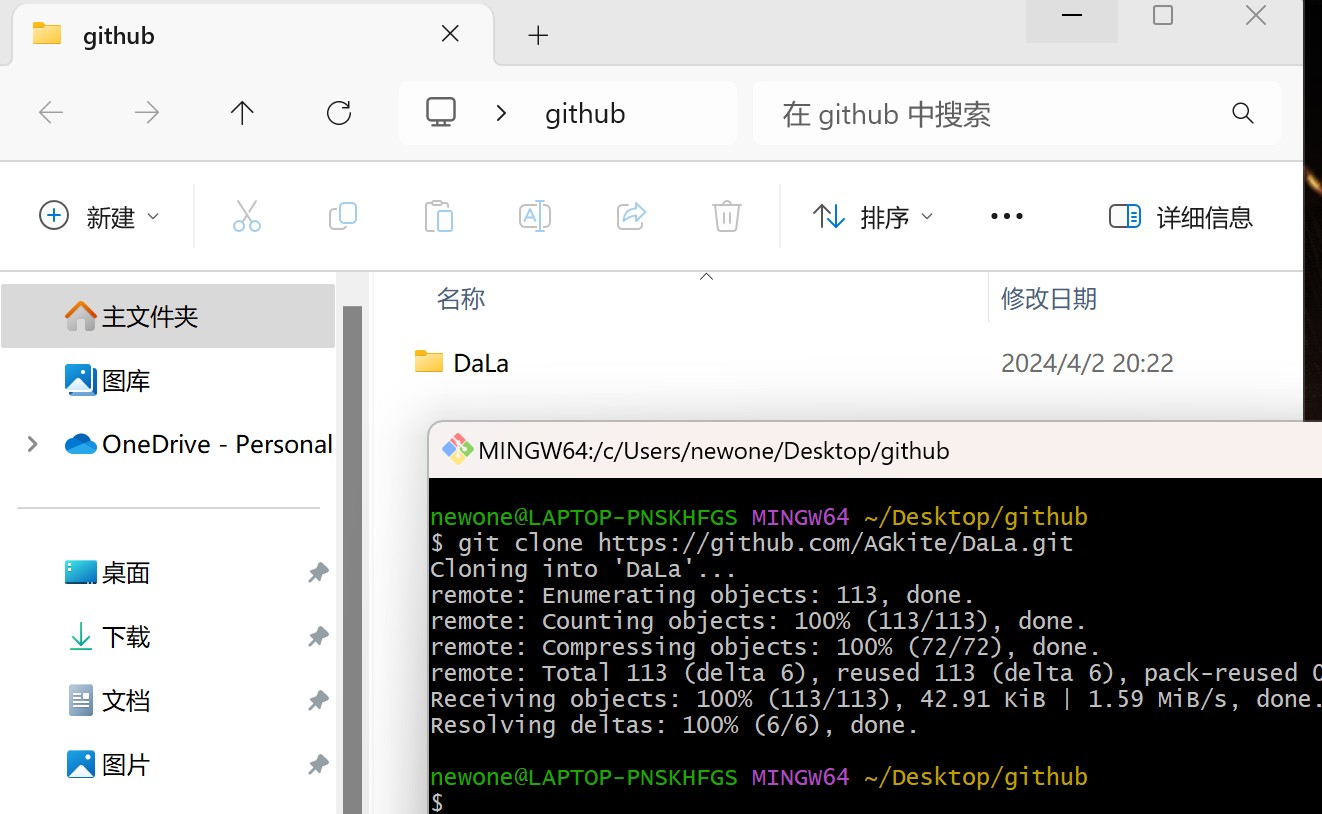 github
github
在 github 中搜索
新建
排序
详细信息
名称
修改日期
主文件夹
DaLa
2024/4/2 20:22
图库
OneDrive - Personal
桌面
下载
文档
图片
MINGW64:/c/Users/newone/Desktop/github
newone@LAPTOP-PNSKHFGS MINGW64 ~/Desktop/github
$ git clone https://github.com/AGkite/DaLa.git
Cloning into 'DaLa'...
remote: Enumerating objects: 113, done.
remote: Counting objects: 100% (113/113), done.
remote: Compressing objects: 100% (72/72), done.
remote: Total 113 (delta 6), reused 113 (delta 6), pack-reused 0
Receiving objects: 100% (113/113), 42.91 KiB | 1.59 MiB/s, done.
Resolving deltas: 100% (6/6), done.
newone@LAPTOP-PNSKHFGS MINGW64 ~/Desktop/github
$